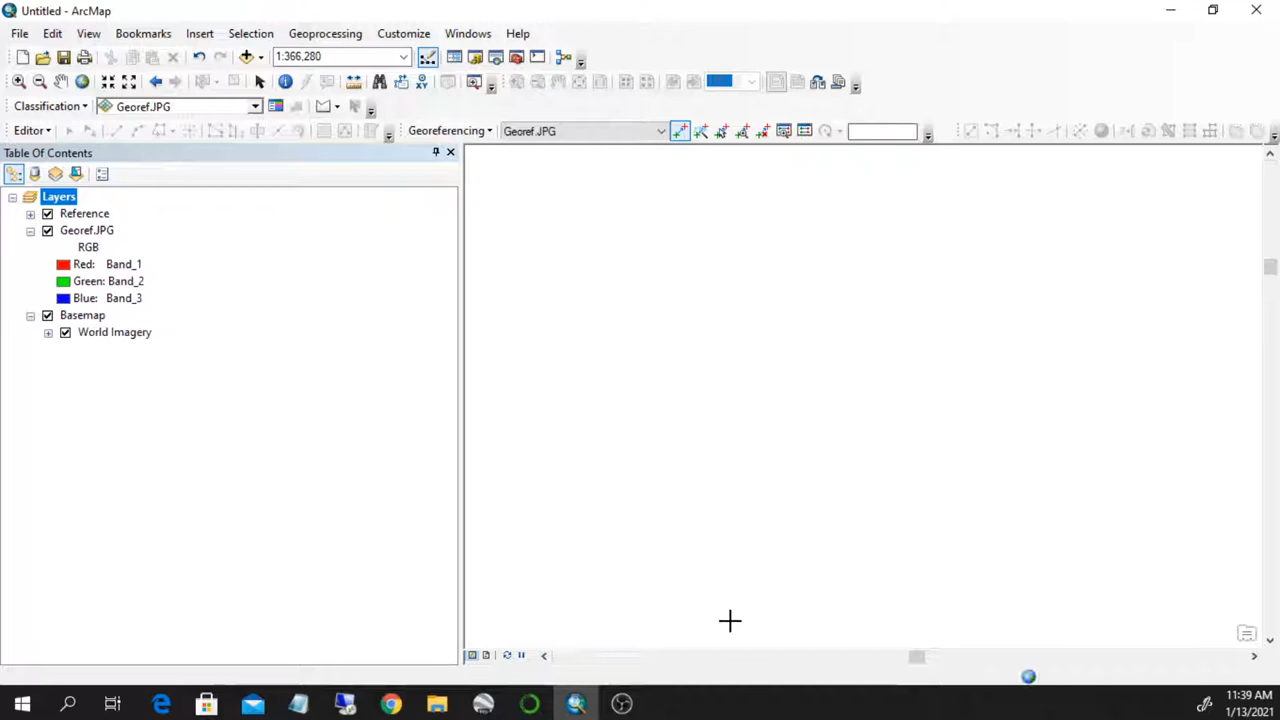 Untitled - ArcMap
File Edit View Bookmarks Insert Selection Geoprocessing Customize Windows Help
1:366,280
Classification Georef.JPG
Editor Georeferencing Georef.JPG
Table Of Contents
Layers
Reference
Georef.JPG
RGB
Red: Band_1
Green: Band_2
Blue: Band_3
Basemap
World Imagery
11:39 AM
1/13/2021